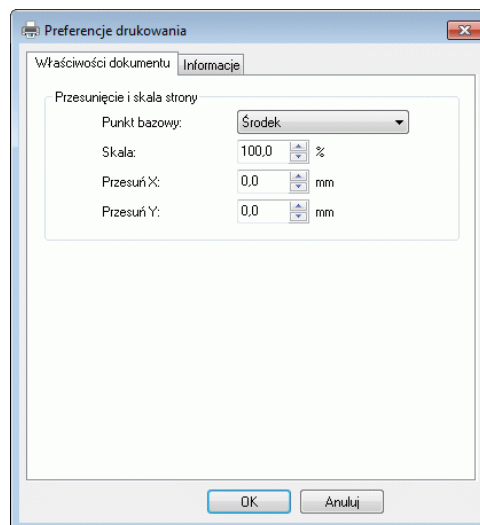 Preferencje drukowania
Właściwości dokumentu Informacje
Przesunięcie i skala strony
Punkt bazowy: Środek
Skala: 100,0 %
Przesuń X: 0,0 mm
Przesuń Y: 0,0 mm
OK Anuluj